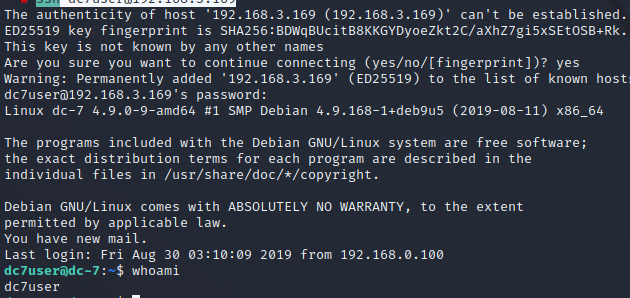 ssh dc7user@192.168.3.169
The authenticity of host '192.168.3.169 (192.168.3.169)' can't be established.
ED25519 key fingerprint is SHA256:BDWqBUcitB8KKGYDyoeZkt2C/aXhZ7gi5xSEtOSB+Rk.
This key is not known by any other names
Are you sure you want to continue connecting (yes/no/[fingerprint])? yes
Warning: Permanently added '192.168.3.169' (ED25519) to the list of known host
dc7user@192.168.3.169's password:
Linux dc-7 4.9.0-9-amd64 #1 SMP Debian 4.9.168-1+deb9u5 (2019-08-11) x86_64
The programs included with the Debian GNU/Linux system are free software;
the exact distribution terms for each program are described in the
individual files in /usr/share/doc/*/copyright.
Debian GNU/Linux comes with ABSOLUTELY NO WARRANTY, to the extent
permitted by applicable law.
You have new mail.
Last login: Fri Aug 30 03:10:09 2019 from 192.168.0.100
dc7user@dc-7:~$ whoami
dc7user